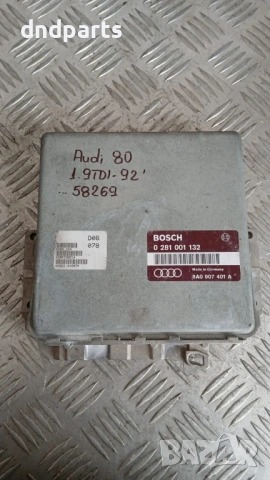 dndparts
Audi 80
1.9TDI-92'
58269
D06
078
BOSCH
0 281 001 132
Made in Germany
8A0 907 401 A
BAZAR